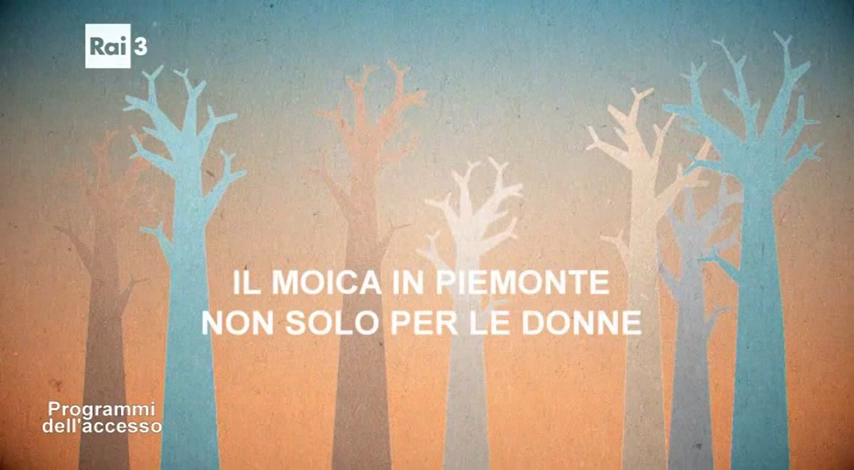 Rai 3
IL MOICA IN PIEMONTE
NON SOLO PER LE DONNE
Programmi
dell'accesso